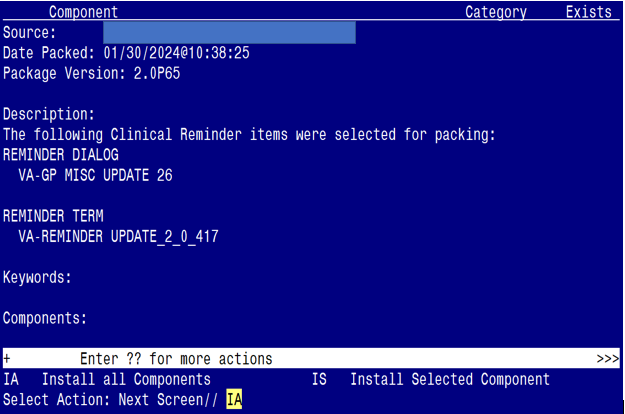 Component Category Exists
Source:
Date Packed: 01/30/2024@10:38:25
Package Version: 2.0P65
Description:
The following Clinical Reminder items were selected for packing:
REMINDER DIALOG
VA-GP MISC UPDATE 26
REMINDER TERM
VA-REMINDER UPDATE_2_0_417
Keywords:
Components:
+ Enter ?? for more actions >>>
IA Install all Components IS Install Selected Component
Select Action: Next Screen// IA